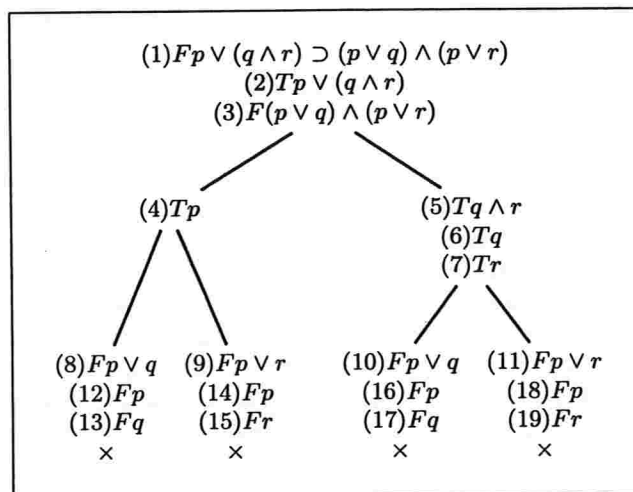 (1)Fp ∨ (q ∧ r) ⊃ (p ∨ q) ∧ (p ∨ r)
(2)Tp ∨ (q ∧ r)
(3)F(p ∨ q) ∧ (p ∨ r)
(4)Tp
(5)Tq ∧ r
(6)Tq
(7)Tr
(8)Fp ∨ q (9)Fp ∨ r (10)Fp ∨ q (11)Fp ∨ r
(12)Fp (14)Fp (16)Fp (18)Fp
(13)Fq (15)Fr (17)Fq (19)Fr
× × × ×